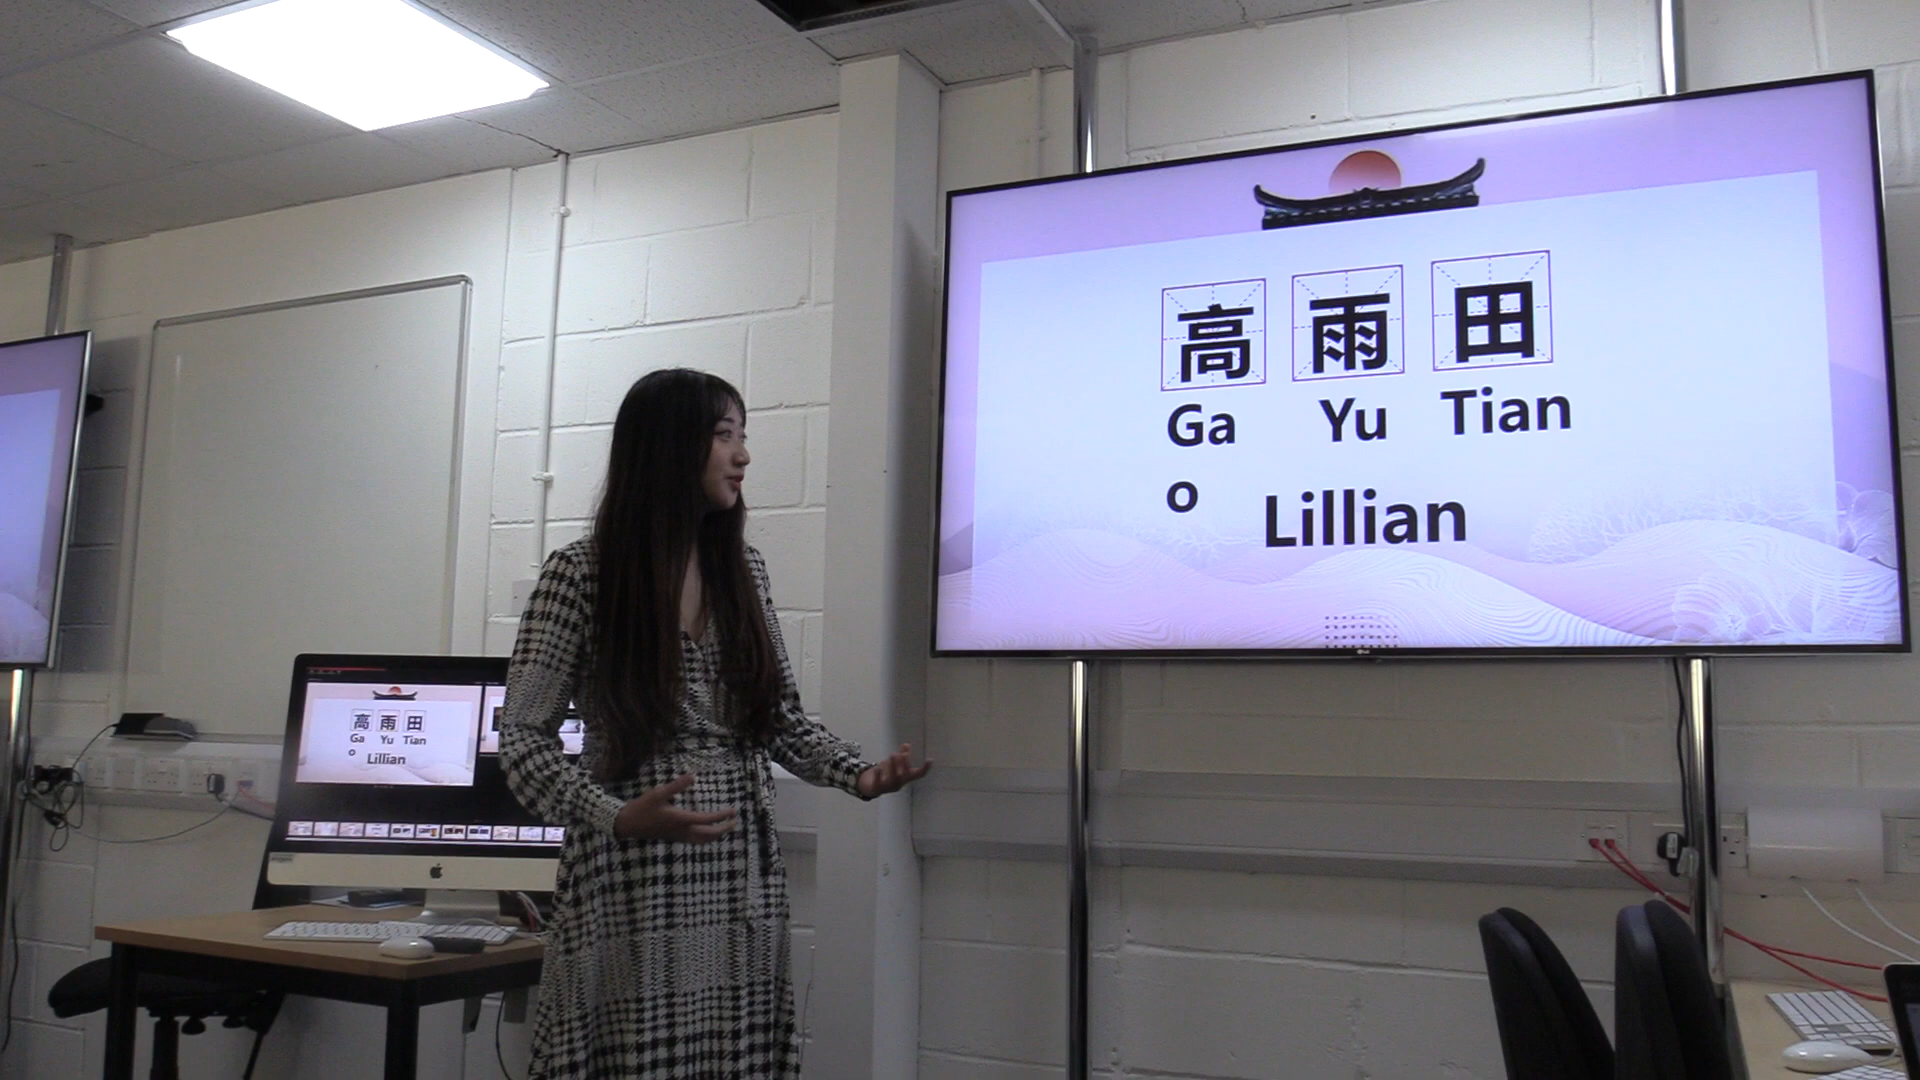 高 雨 田
Ga Yu Tian
o
Lillian
高 雨 田
Ga Yu Tian
o
Lillian